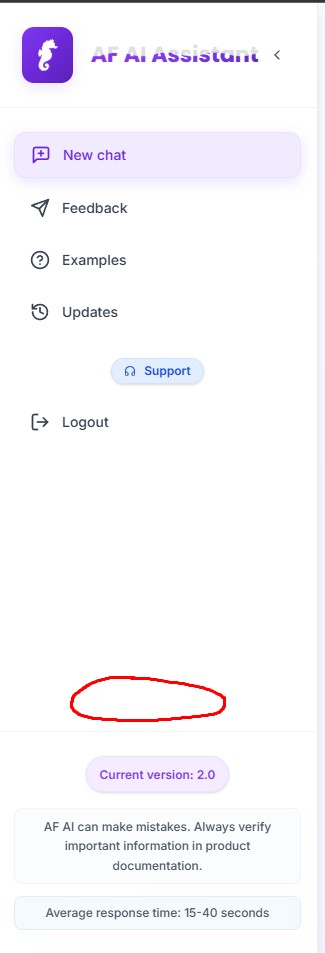 AF AI Assistant
New chat
Feedback
Examples
Updates
Support
Logout
Current version: 2.0
AF AI can make mistakes. Always verify
important information in product
documentation.
Average response time: 15-40 seconds